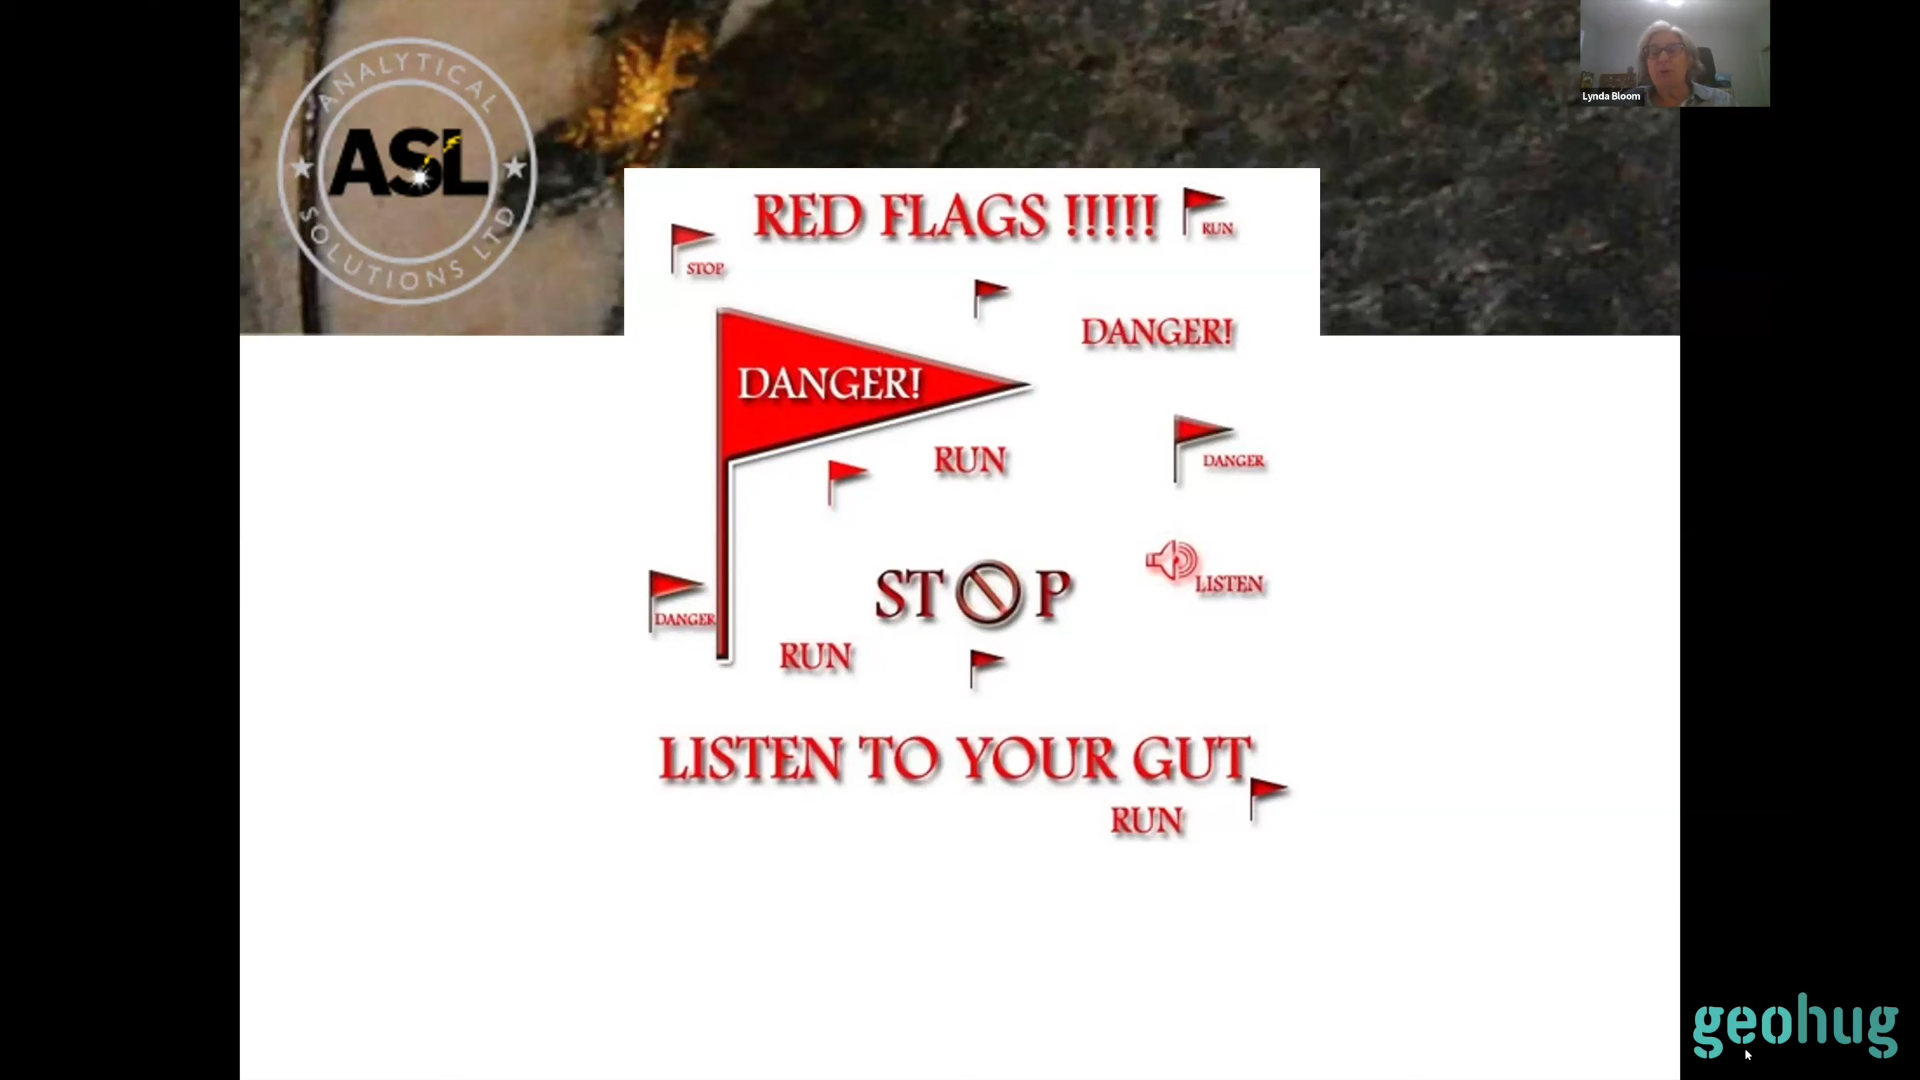 Lynda Bloom
ANALYTICAL
ASL
SOLUTIONS LTD
RED FLAGS !!!!!
RUN
STOP
DANGER!
DANGER!
RUN
DANGER
LISTEN
STOP
DANGER
RUN
LISTEN TO YOUR GUT
RUN
geohug